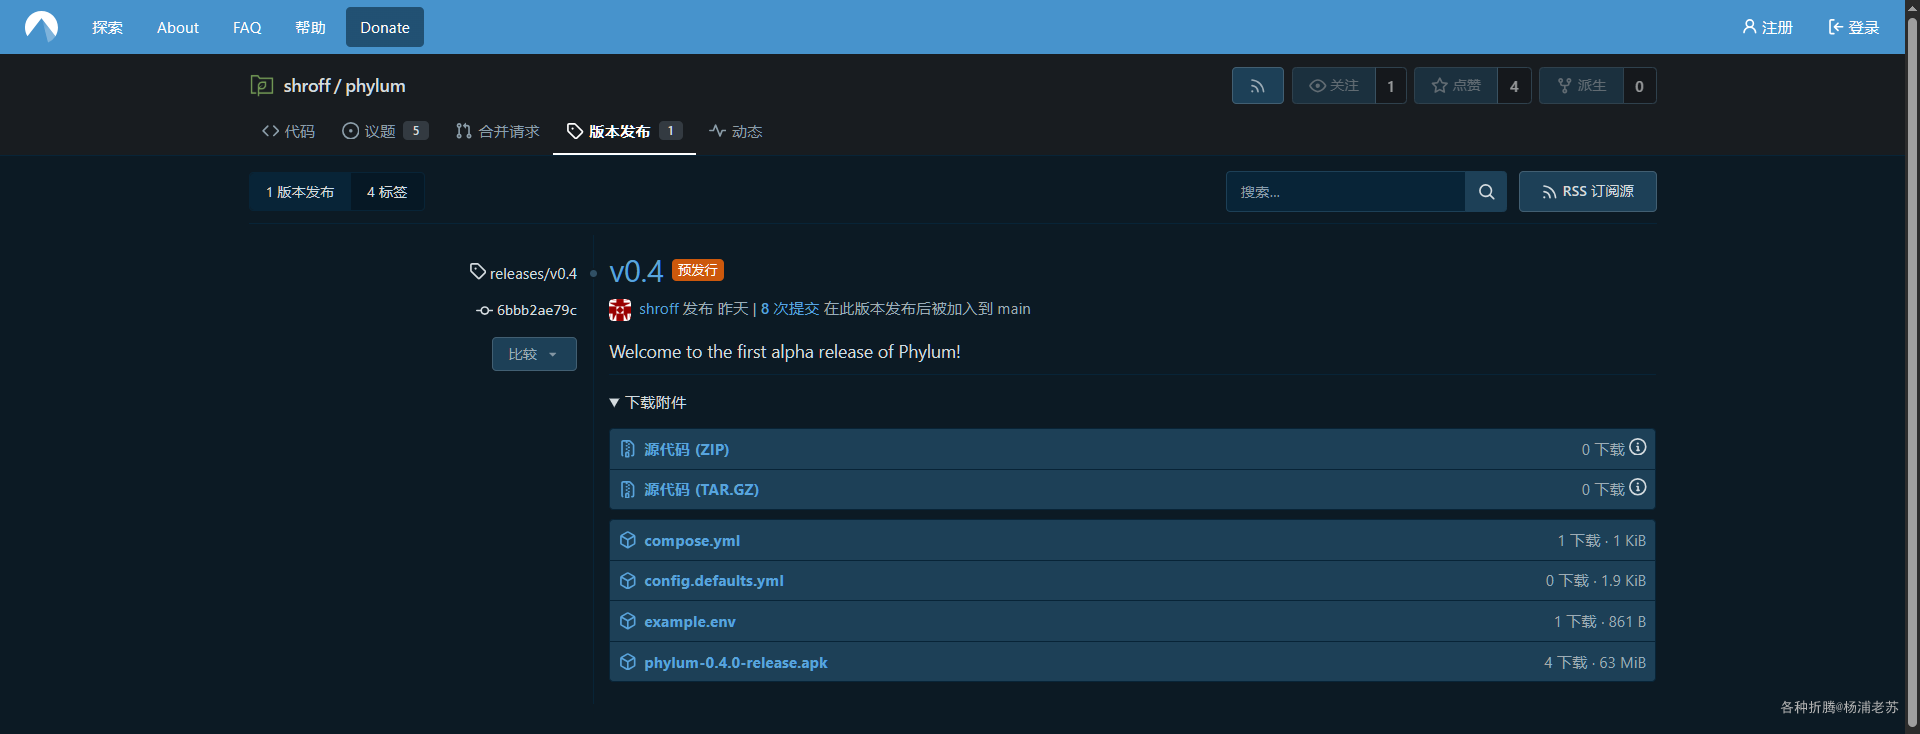 探索 About FAQ 帮助 Donate 注册 登录
shroff / phylum 关注 1 点赞 4 派生 0
代码 议题 5 合并请求 版本发布 1 动态
1 版本发布 4 标签 搜索... RSS 订阅源
releases/v0.4 v0.4 预发行
6bbb2ae79c shroff 发布 昨天 | 8 次提交 在此版本发布后被加入到 main
比较 Welcome to the first alpha release of Phylum!
▼ 下载附件
源代码 (ZIP) 0 下载
源代码 (TAR.GZ) 0 下载
compose.yml 1 下载 · 1 KiB
config.defaults.yml 0 下载 · 1.9 KiB
example.env 1 下载 · 861 B
phylum-0.4.0-release.apk 4 下载 · 63 MiB
各种折腾@杨浦老苏